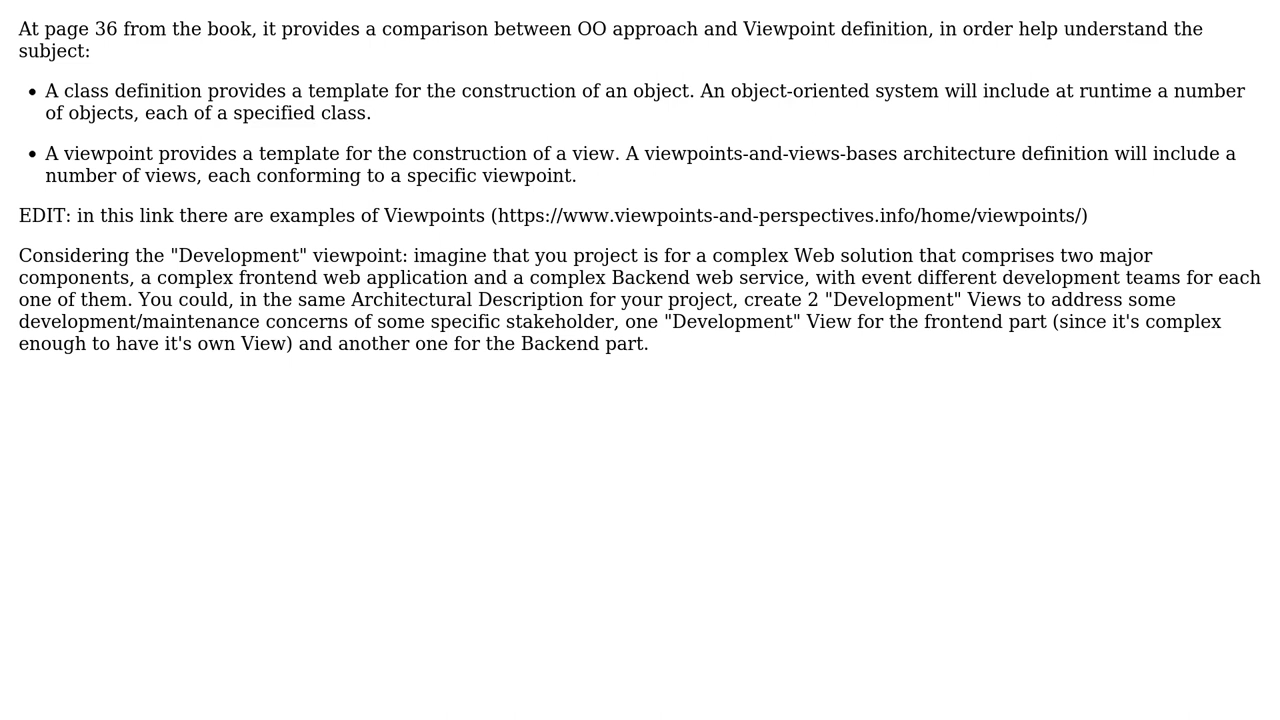 At page 36 from the book, it provides a comparison between OO approach and Viewpoint definition, in order help understand the
subject:
• A class definition provides a template for the construction of an object. An object-oriented system will include at runtime a number
of objects, each of a specified class.
• A viewpoint provides a template for the construction of a view. A viewpoints-and-views-bases architecture definition will include a
number of views, each conforming to a specific viewpoint.
EDIT: in this link there are examples of Viewpoints (https://www.viewpoints-and-perspectives.info/home/viewpoints/)
Considering the "Development" viewpoint: imagine that you project is for a complex Web solution that comprises two major
components, a complex frontend web application and a complex Backend web service, with event different development teams for each
one of them. You could, in the same Architectural Description for your project, create 2 "Development" Views to address some
development/maintenance concerns of some specific stakeholder, one "Development" View for the frontend part (since it's complex
enough to have it's own View) and another one for the Backend part.